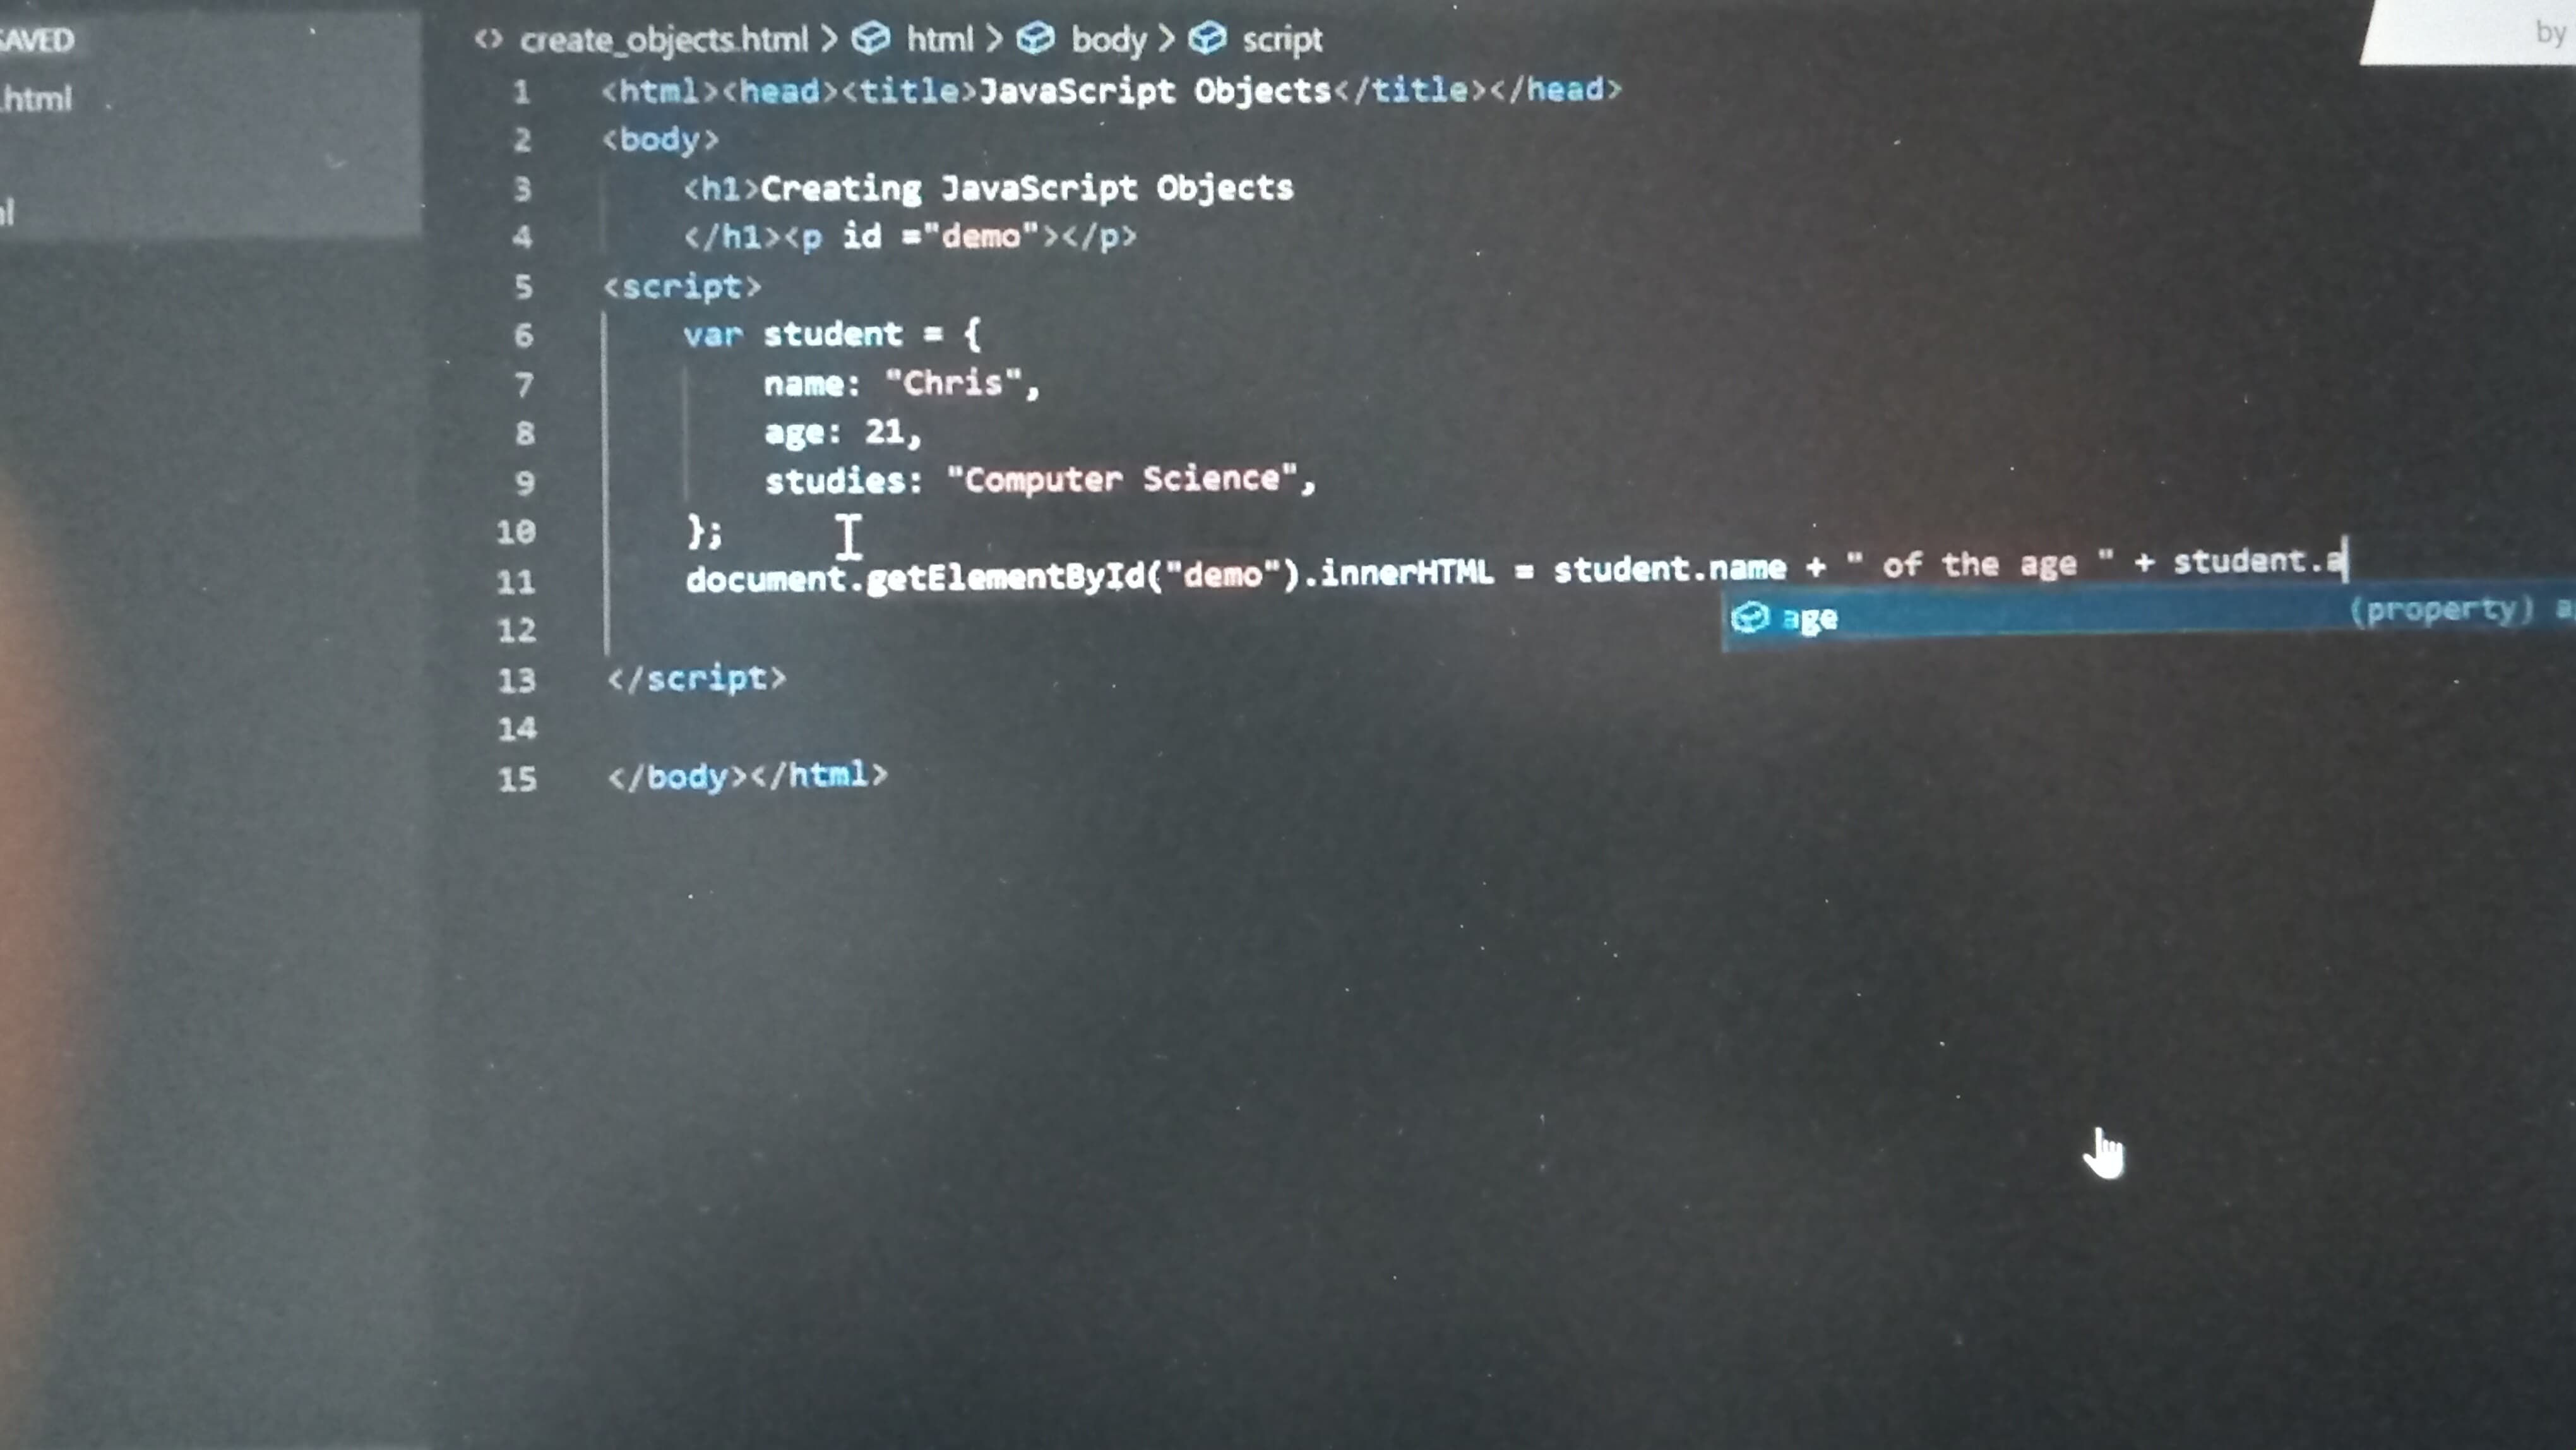 SAVED
.html
create_objects.html > html > body > script
by
1 <html><head><title>JavaScript Objects</title></head>
2 <body>
3     <h1>Creating JavaScript Objects
4     </h1><p id ="demo"></p>
5 <script>
6     var student = {
7         name: "Chris",
8         age: 21,
9         studies: "Computer Science",
10     };
11     document.getElementById("demo").innerHTML = student.name + " of the age " + student.a
age (property) a
12
13 </script>
14
15 </body></html>